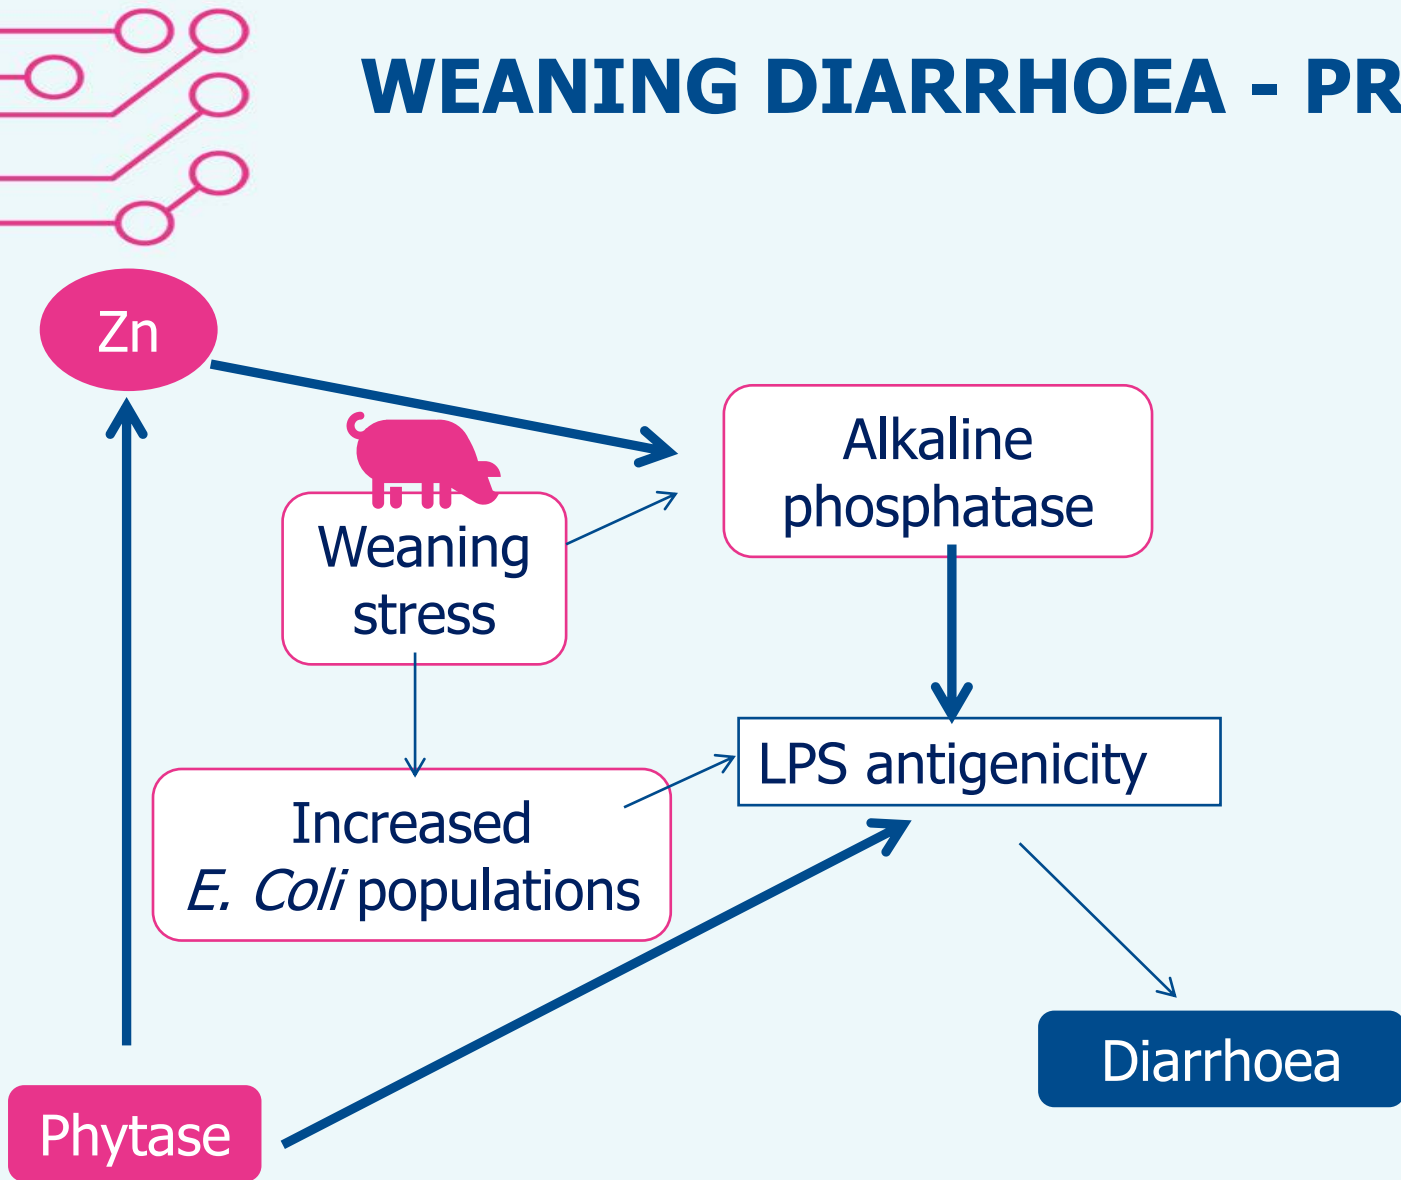 WEANING DIARRHOEA - PR
Zn
Alkaline
phosphatase
Weaning
stress
LPS antigenicity
Increased
E. Coli populations
Diarrhoea
Phytase